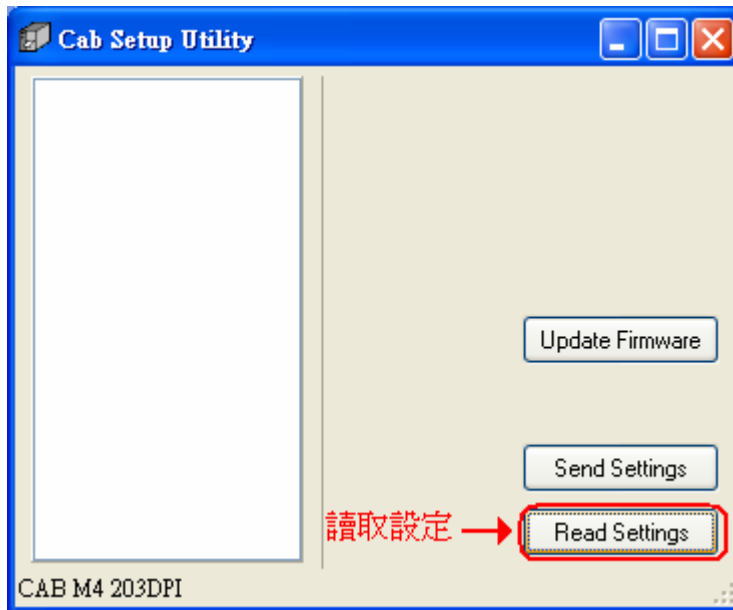 Cab Setup Utility
Update Firmware
Send Settings
讀取設定
Read Settings
CAB M4 203DPI